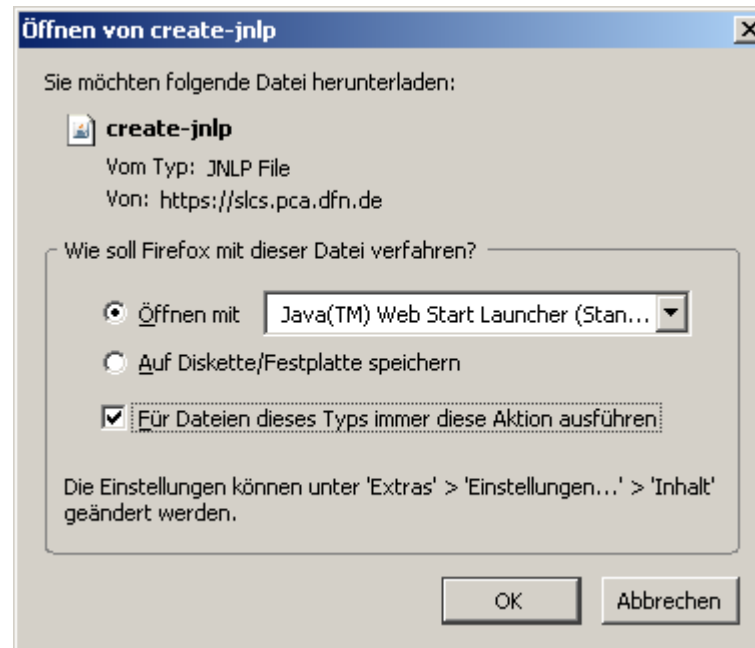 Öffnen von create-jnlp
Sie möchten folgende Datei herunterladen:
create-jnlp
Vom Typ: JNLP File
Von: https://slcs.pca.dfn.de
Wie soll Firefox mit dieser Datei verfahren?
Öffnen mit
Java(TM) Web Start Launcher (Stan...
Auf Diskette/Festplatte speichern
Für Dateien dieses Typs immer diese Aktion ausführen
Die Einstellungen können unter 'Extras' > 'Einstellungen...' > 'Inhalt'
geändert werden.
OK
Abbrechen